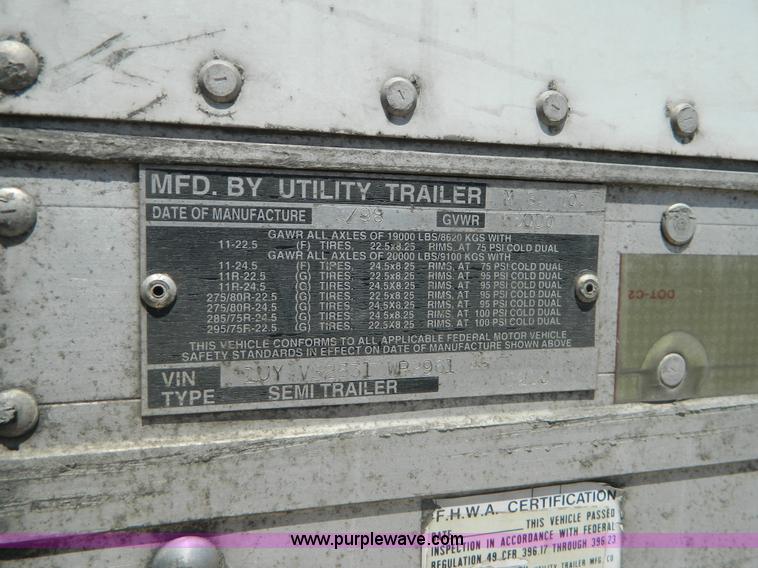 MFD. BY UTILITY TRAILER
DATE OF MANUFACTURE /98 GVWR
GAWR ALL AXLES OF 19000 LBS/8620 KGS WITH
11-22.5 (F) TIRES, 22.5x8.25 RIMS, AT 75 PSI COLD DUAL
GAWR ALL AXLES OF 20000 LBS/9100 KGS WITH
11-24.5 (F) TIRES, 24.5x8.25 RIMS, AT 75 PSI COLD DUAL
11R-22.5 (G) TIRES, 22.5x8.25 RIMS, AT 95 PSI COLD DUAL
11R-24.5 (G) TIRES, 24.5x8.25 RIMS, AT 95 PSI COLD DUAL
275/80R-22.5 (G) TIRES, 22.5x8.25 RIMS, AT 95 PSI COLD DUAL
275/80R-24.5 (G) TIRES, 24.5x8.25 RIMS, AT 95 PSI COLD DUAL
285/75R-24.5 (G) TIRES, 24.5X8.25 RIMS, AT 100 PSI COLD DUAL
295/75R-22.5 (G) TIRES, 22.5X8.25 RIMS, AT 100 PSI COLD DUAL
THIS VEHICLE CONFORMS TO ALL APPLICABLE FEDERAL MOTOR VEHICLE
SAFETY STANDARDS IN EFFECT ON DATE OF MANUFACTURE SHOWN ABOVE
VIN
TYPE SEMI TRAILER
DOT-C2
F.H.W.A. CERTIFICATION
DATE THIS VEHICLE PASSED
INSPECTION IN ACCORDANCE WITH FEDERAL
REGULATION 49 CFR 396.17 THROUGH 396.23
UTILITY TRAILER MFG. CO
www.purplewave.com